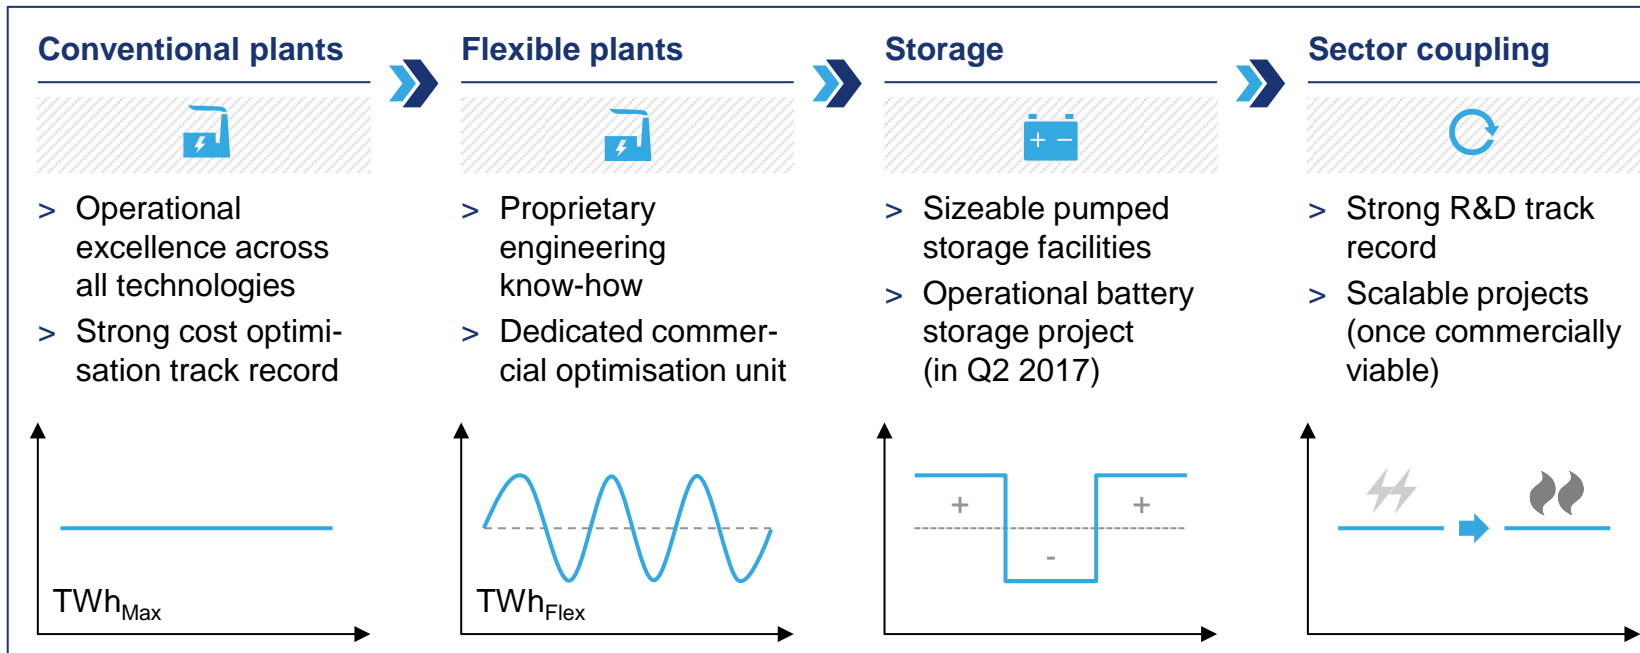 Conventional plants
> Operational
excellence across
all technologies
> Strong cost optimi-
sation track record
TWhMax
Flexible plants
> Proprietary
engineering
know-how
> Dedicated commer-
cial optimisation unit
TWhFlex
Storage
+ −
> Sizeable pumped
storage facilities
> Operational battery
storage project
(in Q2 2017)
+ +
-
Sector coupling
> Strong R&D track
record
> Scalable projects
(once commercially
viable)